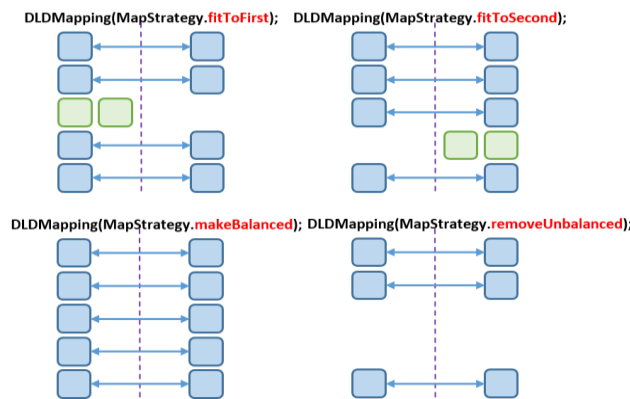 DLDMapping(MapStrategy.fitToFirst);
DLDMapping(MapStrategy.fitToSecond);
DLDMapping(MapStrategy.makeBalanced);
DLDMapping(MapStrategy.removeUnbalanced);